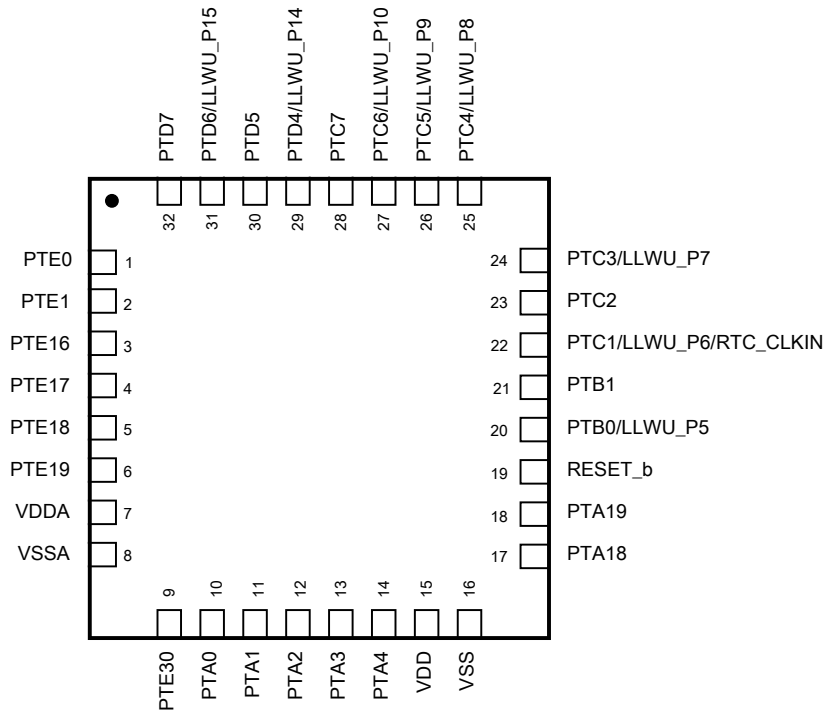 PTD7
PTD6/LLWU_P15
PTD5
PTD4/LLWU_P14
PTC7
PTC6/LLWU_P10
PTC5/LLWU_P9
PTC4/LLWU_P8
32
31
30
29
28
27
26
25
PTE0 1
PTE1 2
PTE16 3
PTE17 4
PTE18 5
PTE19 6
VDDA 7
VSSA 8
24 PTC3/LLWU_P7
23 PTC2
22 PTC1/LLWU_P6/RTC_CLKIN
21 PTB1
20 PTB0/LLWU_P5
19 RESET_b
18 PTA19
17 PTA18
9
10
11
12
13
14
15
16
PTE30
PTA0
PTA1
PTA2
PTA3
PTA4
VDD
VSS